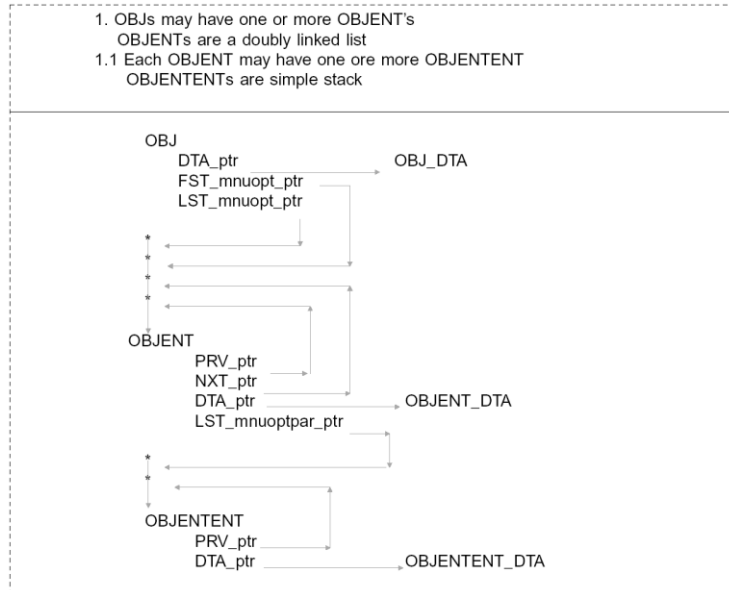 1. OBJs may have one or more OBJENT's
OBJENTs are a doubly linked list
1.1 Each OBJENT may have one ore more OBJENTENT
OBJENTENTs are simple stack
OBJ
DTA_ptr OBJ_DTA
FST_mnuopt_ptr
LST_mnuopt_ptr
*
*
*
*
OBJENT
PRV_ptr
NXT_ptr
DTA_ptr OBJENT_DTA
LST_mnuoptpar_ptr
*
*
OBJENTENT
PRV_ptr
DTA_ptr OBJENTENT_DTA